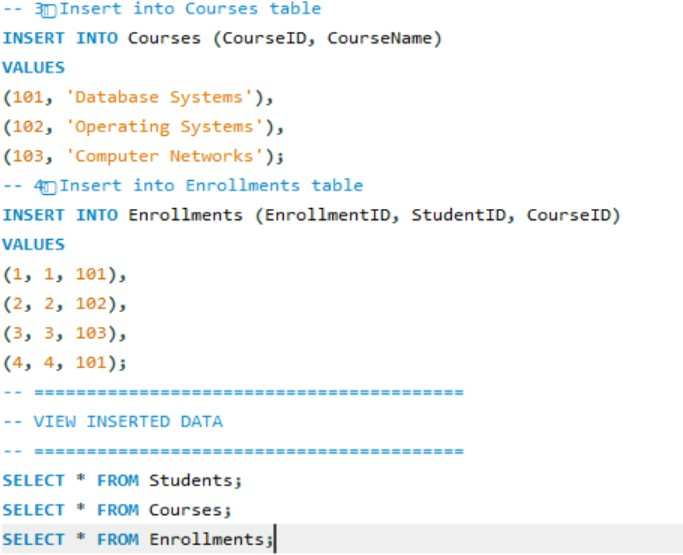 -- 3️⃣ Insert into Courses table
INSERT INTO Courses (CourseID, CourseName)
VALUES
(101, 'Database Systems'),
(102, 'Operating Systems'),
(103, 'Computer Networks');
-- 4️⃣ Insert into Enrollments table
INSERT INTO Enrollments (EnrollmentID, StudentID, CourseID)
VALUES
(1, 1, 101),
(2, 2, 102),
(3, 3, 103),
(4, 4, 101);
-- =========================================
-- VIEW INSERTED DATA
-- =========================================
SELECT * FROM Students;
SELECT * FROM Courses;
SELECT * FROM Enrollments;